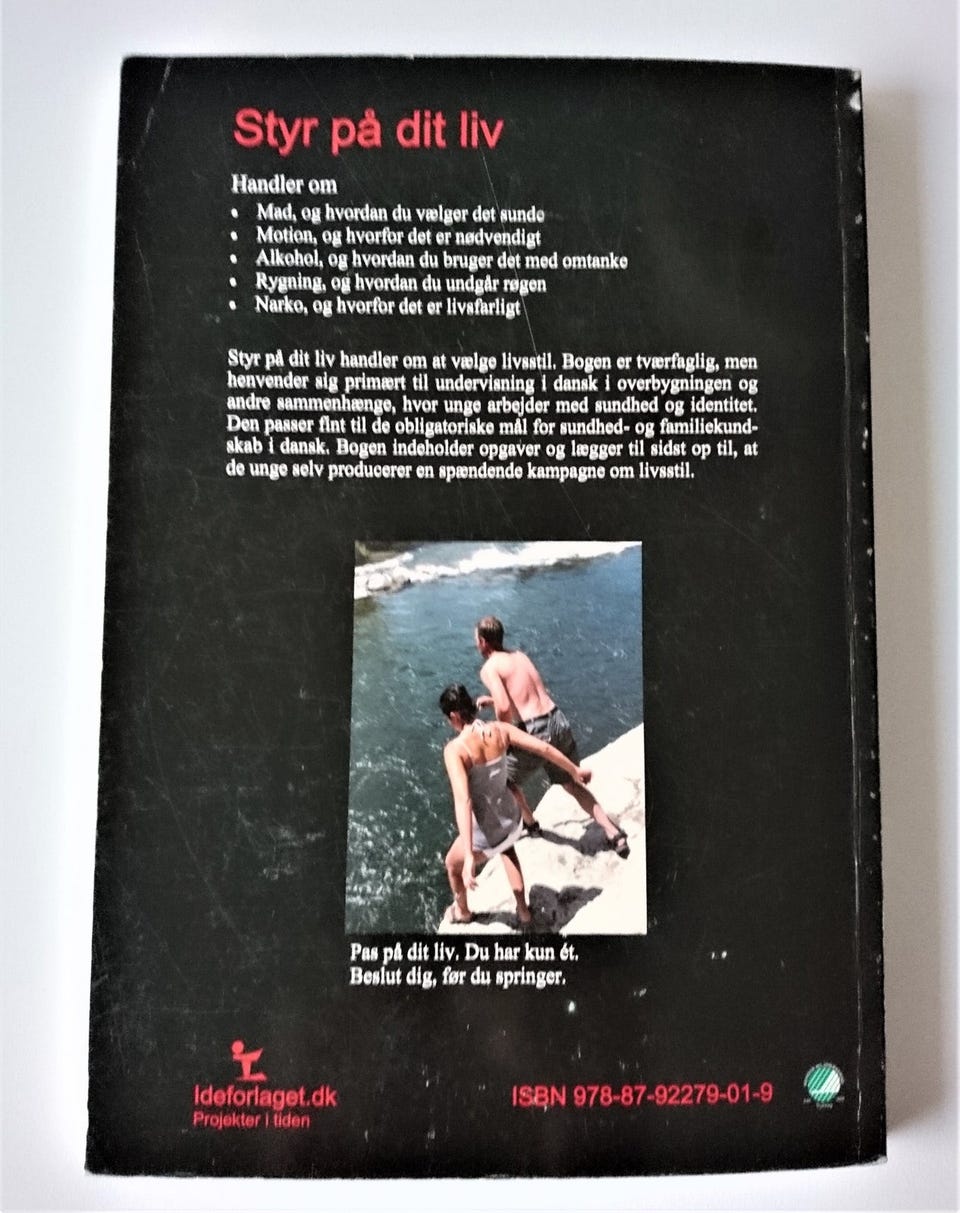 Styr på dit liv
Handler om
• Mad, og hvordan du vælger det sunde
• Motion, og hvorfor det er nødvendigt
• Alkohol, og hvordan du bruger det med omtanke
• Rygning, og hvordan du undgår røgen
• Narko, og hvorfor det er livsfarligt
Styr på dit liv handler om at vælge livsstil. Bogen er tværfaglig, men
henvender sig primært til undervisning i dansk i overbygningen og
andre sammenhænge, hvor unge arbejder med sundhed og identitet.
Den passer fint til de obligatoriske mål for sundhed- og familiekund-
skab i dansk. Bogen indeholder opgaver og lægger til sidst op til, at
de unge selv producerer en spændende kampagne om livsstil.
Pas på dit liv. Du har kun ét.
Beslut dig, før du springer.
Ideforlaget.dk
Projekter i tiden
ISBN 978-87-92279-01-9